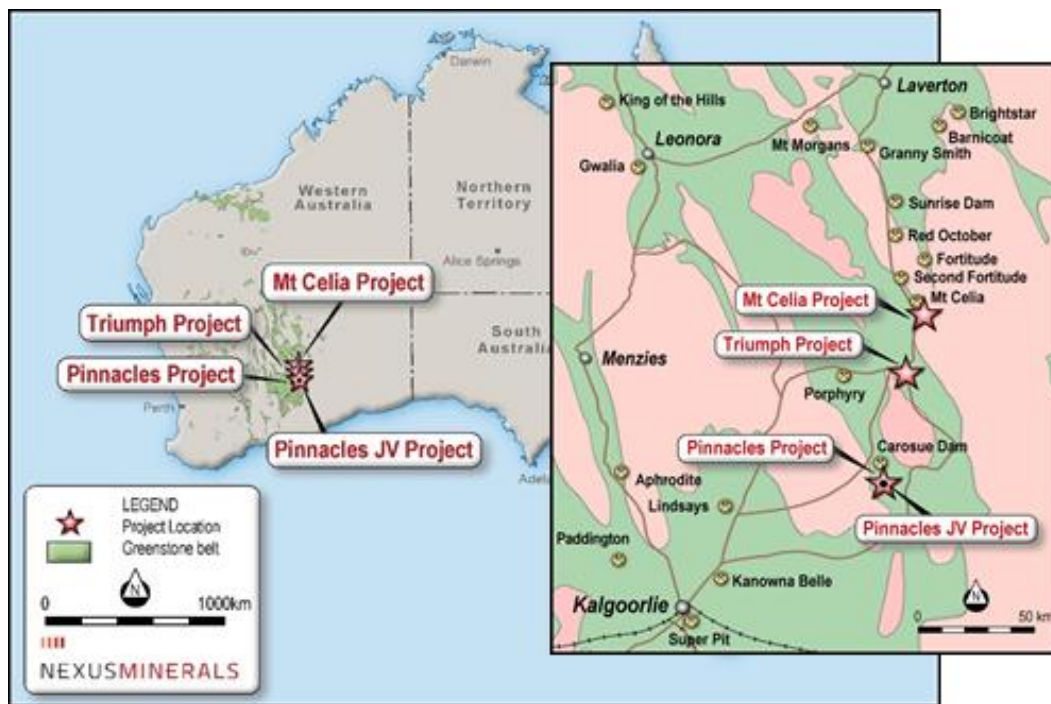 Darwin
Western
Australia
Northern
Territory
Alice Springs
South
Australia
Perth
Mt Celia Project
Triumph Project
Pinnacles Project
Pinnacles JV Project
LEGEND
Project Location
Greenstone belt
N
0 1000km
NEXUSMINERALS
King of the Hills
Laverton
Brightstar
Barnicoat
Mt Morgans
Granny Smith
Leonora
Gwalia
Sunrise Dam
Red October
Fortitude
Second Fortitude
Mt Celia
Mt Celia Project
Triumph Project
Menzies
Porphyry
Pinnacles Project
Carosue Dam
Aphrodite
Lindsays
Pinnacles JV Project
Paddington
Kanowna Belle
Kalgoorlie
Super Pit
N
0 50 km